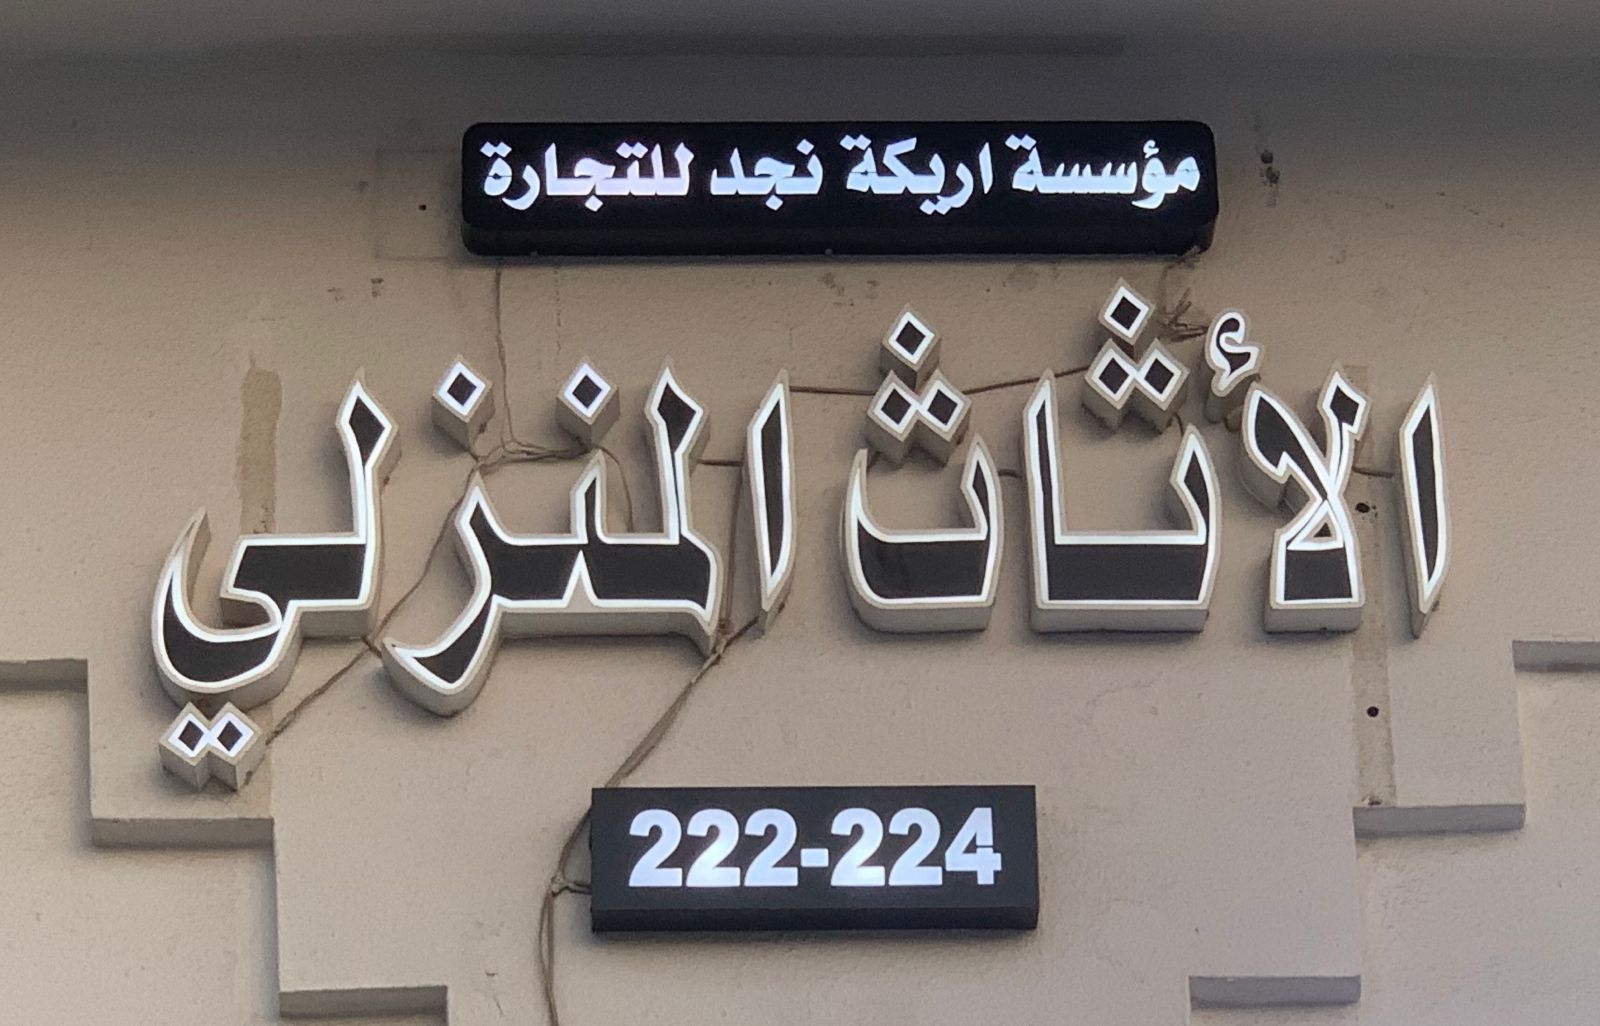 مؤسسة اريكة نجد للتجارة
الأثاث المنزلي
222-224